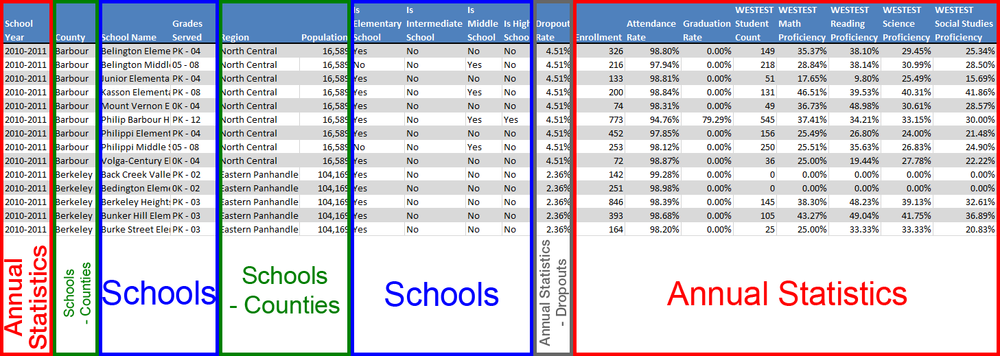 School Year County School Name Grades Served Region Population Is Elementary School Is Intermediate School Is Middle School Is High School Dropout Rate Enrollment Attendance Rate Graduation Rate WESTEST Student Count WESTEST Math Proficiency WESTEST Reading Proficiency WESTEST Science Proficiency WESTEST Social Studies Proficiency
2010-2011 Barbour Belington Eleme PK - 04 North Central 16,589 Yes No No No 4.51% 326 98.80% 0.00% 149 35.37% 38.10% 29.45% 25.34%
2010-2011 Barbour Belington Middl 05 - 08 North Central 16,589 No No Yes No 4.51% 216 97.94% 0.00% 218 28.84% 38.14% 30.99% 28.50%
2010-2011 Barbour Junior Elementa PK - 04 North Central 16,589 Yes No No No 4.51% 133 98.81% 0.00% 51 17.65% 9.80% 25.49% 15.69%
2010-2011 Barbour Kasson Elementa PK - 08 North Central 16,589 Yes No Yes No 4.51% 200 98.84% 0.00% 131 46.51% 39.53% 40.31% 41.86%
2010-2011 Barbour Mount Vernon E 0K - 04 North Central 16,589 Yes No No No 4.51% 74 98.31% 0.00% 49 36.73% 48.98% 30.61% 28.57%
2010-2011 Barbour Philip Barbour H PK - 12 North Central 16,589 Yes No Yes Yes 4.51% 773 94.76% 79.29% 545 37.41% 34.21% 33.15% 30.00%
2010-2011 Barbour Philippi Element PK - 04 North Central 16,589 Yes No No No 4.51% 452 97.85% 0.00% 156 25.49% 26.80% 24.00% 21.48%
2010-2011 Barbour Philippi Middle S 05 - 08 North Central 16,589 No No Yes No 4.51% 253 98.12% 0.00% 250 25.51% 35.63% 26.83% 24.90%
2010-2011 Barbour Volga-Century El 0K - 04 North Central 16,589 Yes No No No 4.51% 72 98.87% 0.00% 36 25.00% 19.44% 27.78% 22.22%
2010-2011 Berkeley Back Creek Valle PK - 02 Eastern Panhandle 104,169 Yes No No No 2.36% 142 99.28% 0.00% 0 0.00% 0.00% 0.00% 0.00%
2010-2011 Berkeley Bedington Eleme 0K - 02 Eastern Panhandle 104,169 Yes No No No 2.36% 251 98.98% 0.00% 0 0.00% 0.00% 0.00% 0.00%
2010-2011 Berkeley Berkeley Heights PK - 03 Eastern Panhandle 104,169 Yes No No No 2.36% 846 98.39% 0.00% 145 38.30% 48.23% 39.13% 32.61%
2010-2011 Berkeley Bunker Hill Elem PK - 03 Eastern Panhandle 104,169 Yes No No No 2.36% 393 98.68% 0.00% 105 43.27% 49.04% 41.75% 36.89%
2010-2011 Berkeley Burke Street Ele PK - 03 Eastern Panhandle 104,169 Yes No No No 2.36% 164 98.20% 0.00% 25 25.00% 33.33% 33.33% 20.83%
Annual
Statistics
Schools
- Counties
Schools
Schools
- Counties
Schools
Annual Statistics
- Dropouts
Annual Statistics